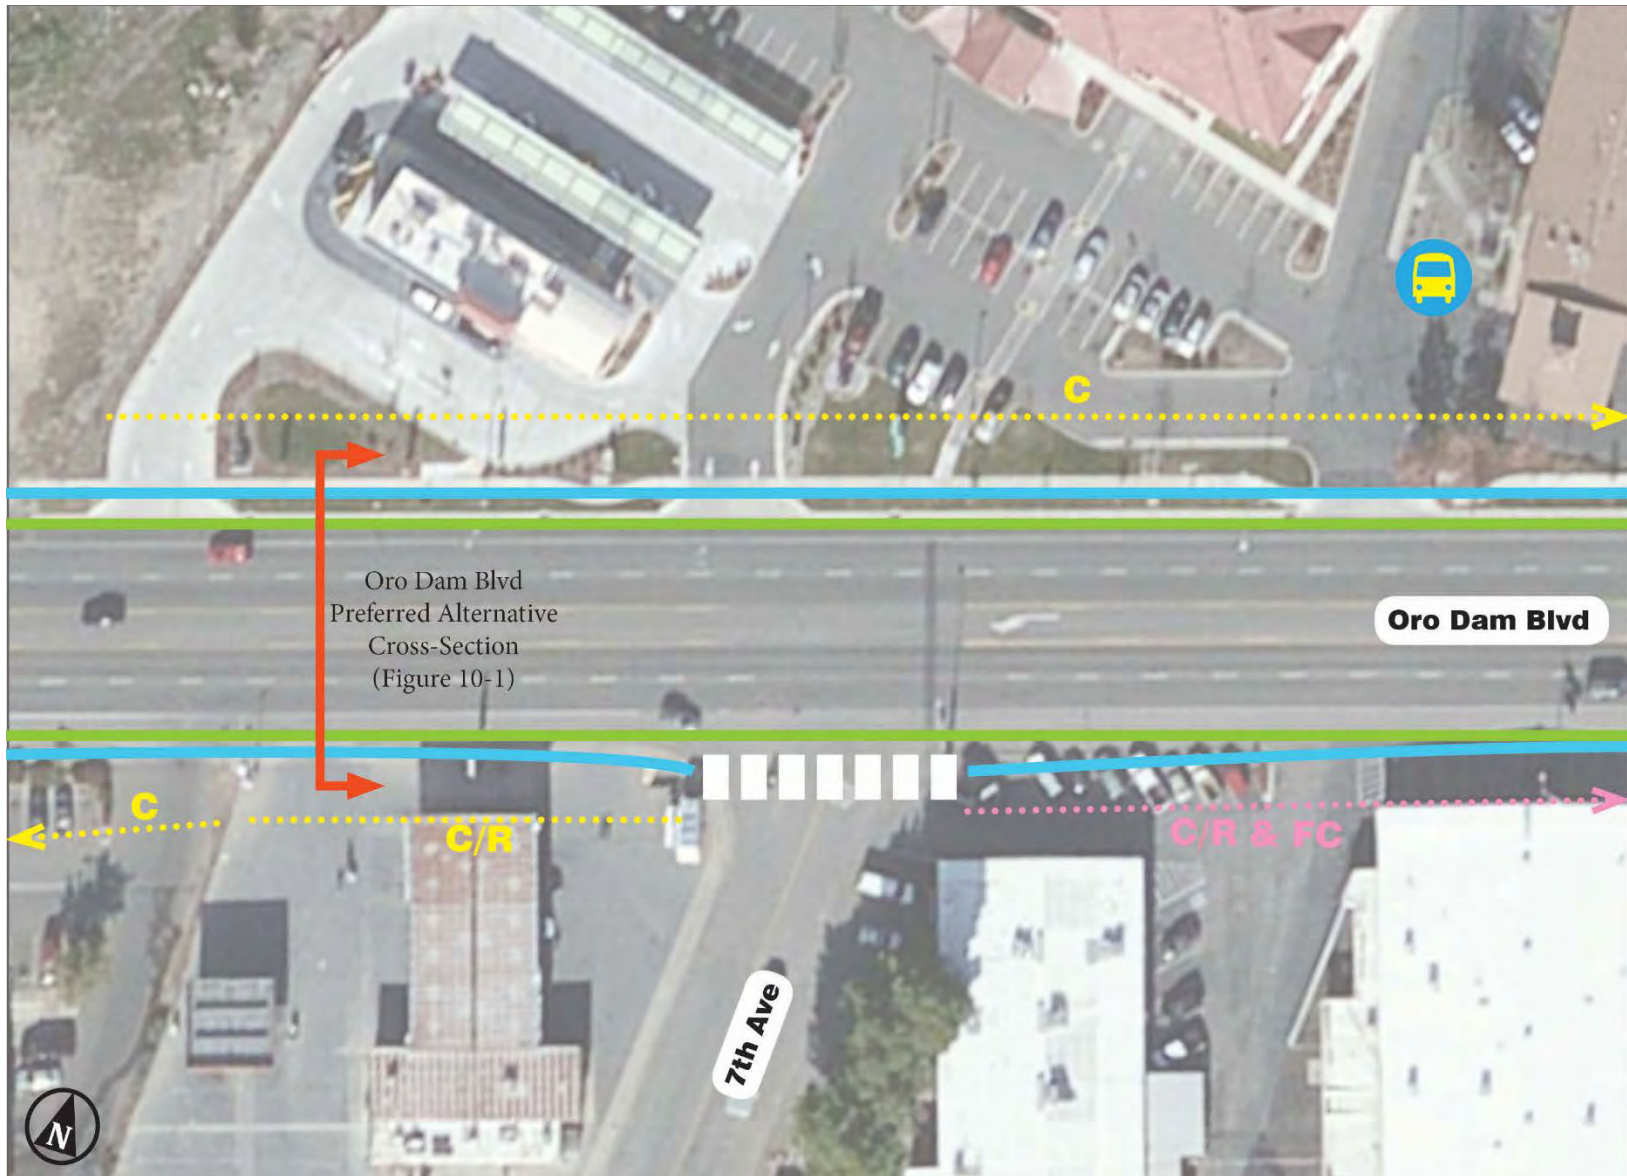 C
Oro Dam Blvd
Preferred Alternative
Cross-Section
(Figure 10-1)
Oro Dam Blvd
C
C/R
C/R & FC
7th Ave
N